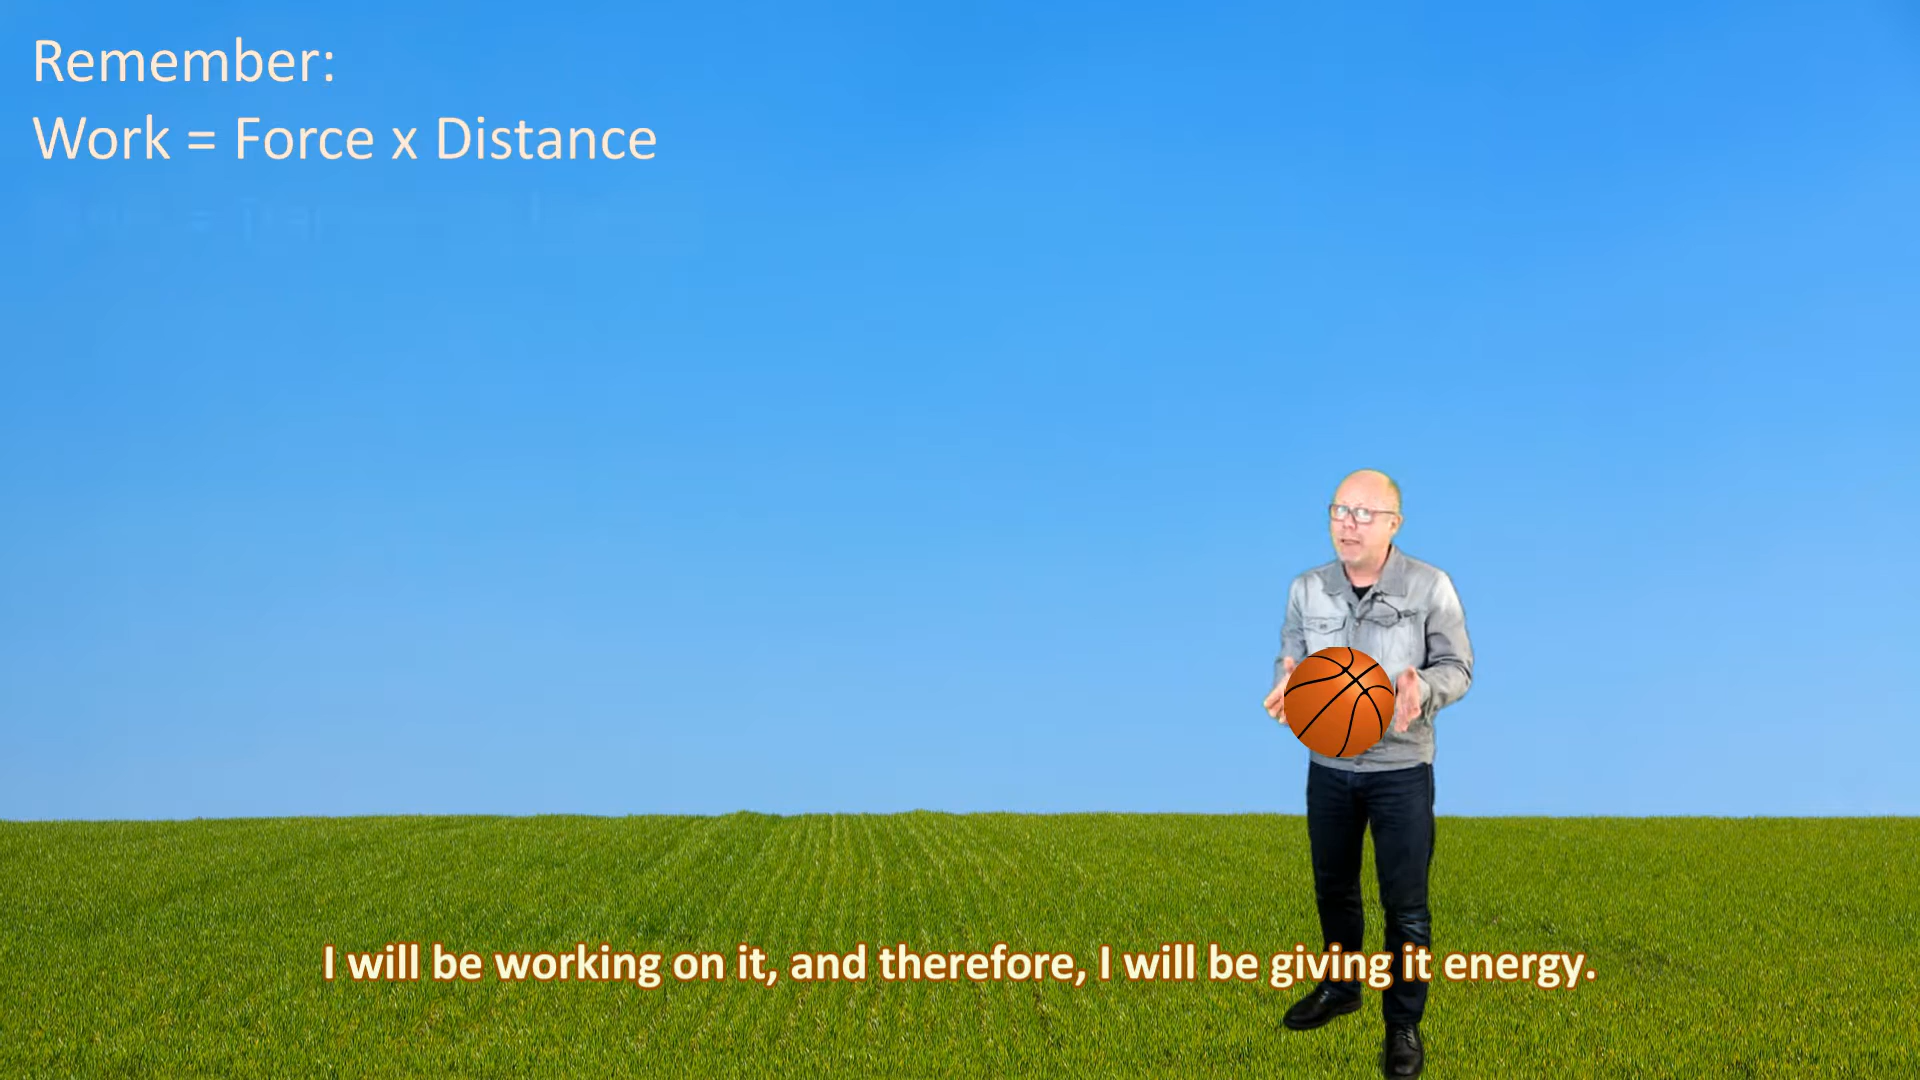 Remember:
Work = Force x Distance
I will be working on it, and therefore, I will be giving it energy.